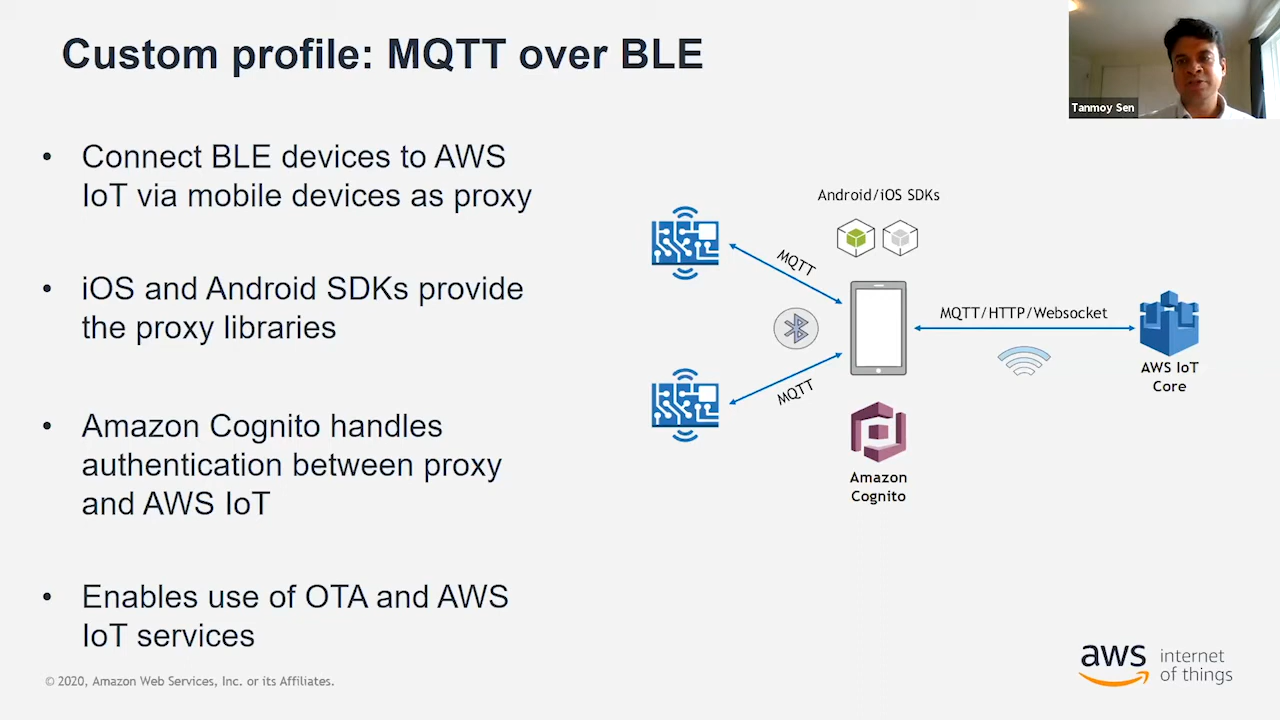 Custom profile: MQTT over BLE
Tanmoy Sen
• Connect BLE devices to AWS
IoT via mobile devices as proxy
• iOS and Android SDKs provide
the proxy libraries
• Amazon Cognito handles
authentication between proxy
and AWS IoT
• Enables use of OTA and AWS
IoT services
Android/iOS SDKs
MQTT
MQTT
MQTT/HTTP/Websocket
AWS IoT
Core
Amazon
Cognito
© 2020, Amazon Web Services, Inc. or its Affiliates.
aws internet
of things